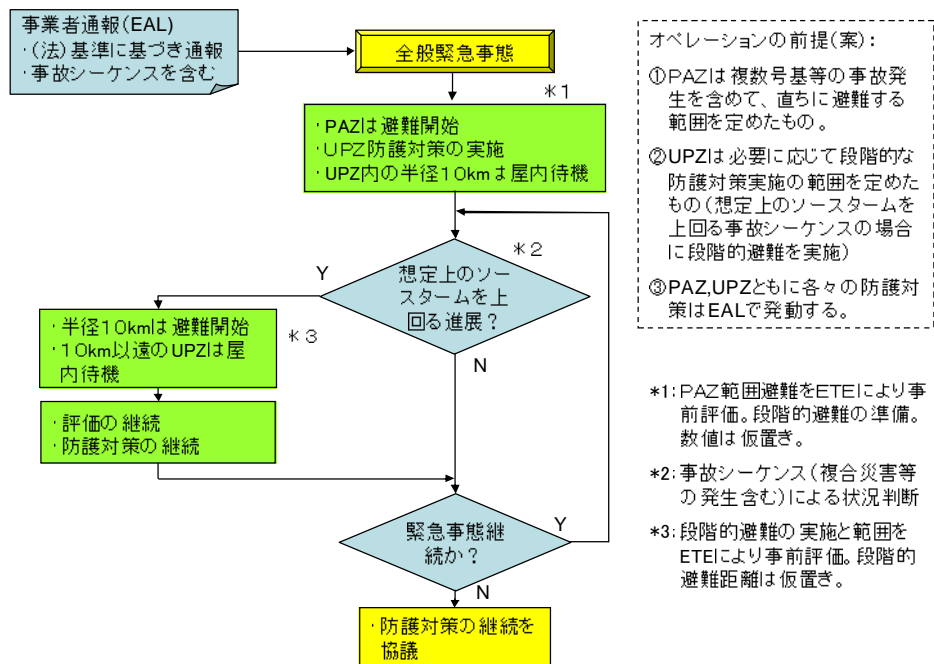 事業者通報(EAL)
・(法)基準に基づき通報
・事故シーケンスを含む
全般緊急事態
*1
・PAZは避難開始
・UPZ防護対策の実施
・UPZ内の半径10kmは屋内待機
*2
Y
想定上のソー
スタームを上
回る進展?
N
・半径10kmは避難開始
・10km以遠のUPZは屋
内待機
*3
・評価の継続
・防護対策の継続
緊急事態継
続か?
Y
N
・防護対策の継続を
協議
オペレーションの前提(案):
①PAZは複数号基等の事故発
生を含めて、直ちに避難する
範囲を定めたもの。
②UPZは必要に応じて段階的な
防護対策実施の範囲を定めた
もの(想定上のソースタームを
上回る事故シーケンスの場合
に段階的避難を実施)
③PAZ,UPZともに各々の防護対
策はEALで発動する。
*1:PAZ範囲避難をETEにより事
前評価。段階的避難の準備。
数値は仮置き。
*2:事故シーケンス(複合災害等
の発生含む)による状況判断
*3:段階的避難の実施と範囲を
ETEにより事前評価。段階的
避難距離は仮置き。